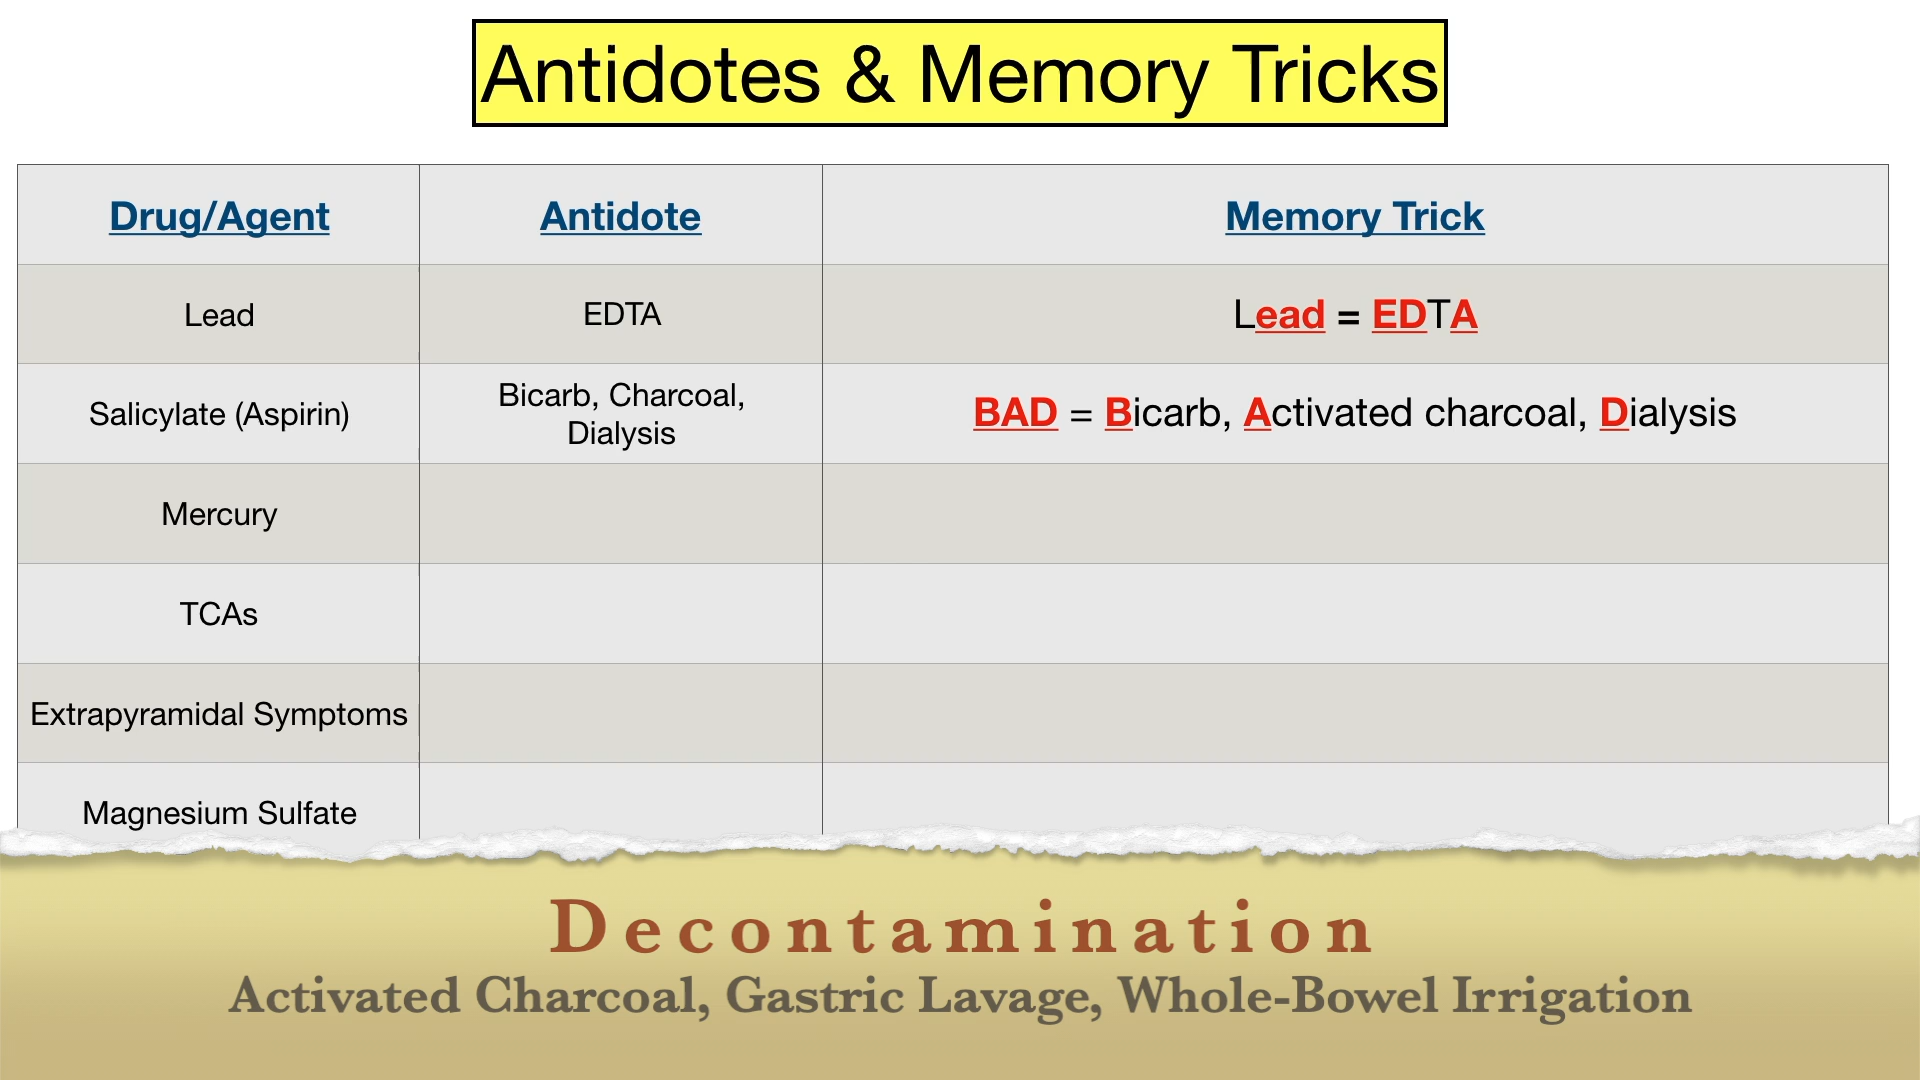 Antidotes & Memory Tricks
Drug/Agent Antidote Memory Trick
Lead EDTA Lead = EDTA
Salicylate (Aspirin) Bicarb, Charcoal, Dialysis BAD = Bicarb, Activated charcoal, Dialysis
Mercury
TCAs
Extrapyramidal Symptoms
Magnesium Sulfate
Decontamination
Activated Charcoal, Gastric Lavage, Whole-Bowel Irrigation